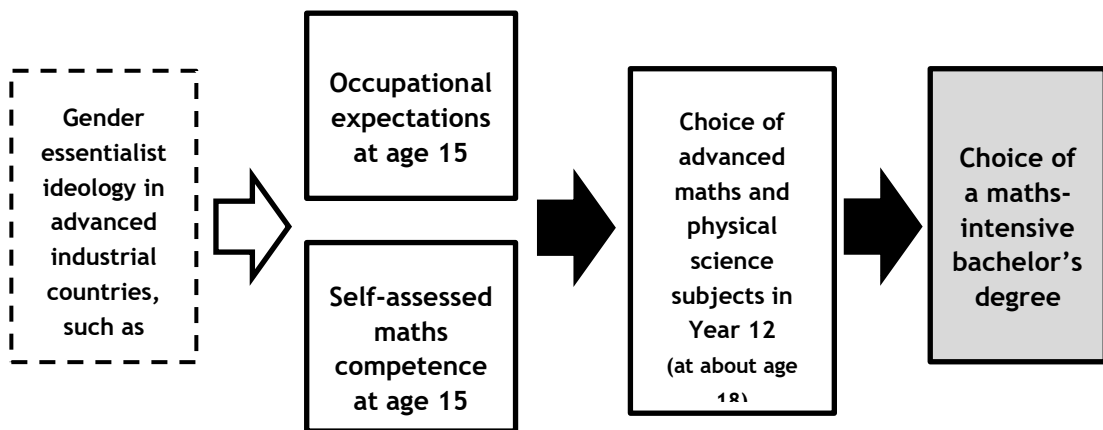 Gender
essentialist
ideology in
advanced
industrial
countries,
such as
Occupational
expectations
at age 15
Self-assessed
maths
competence
at age 15
Choice of
advanced
maths and
physical
science
subjects in
Year 12
(at about age
18)
Choice of
a maths-
intensive
bachelor’s
degree